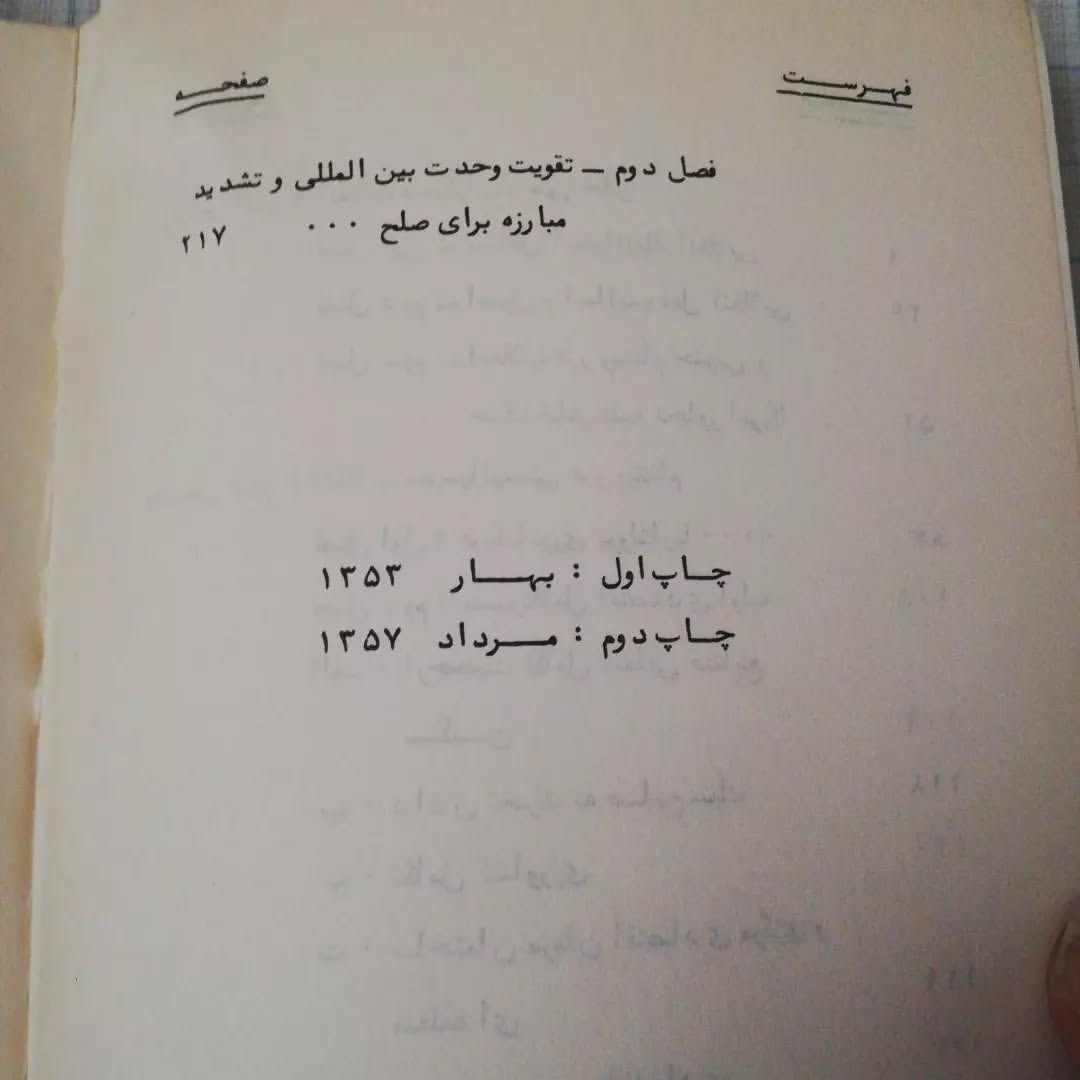 فهرست صفحه
فصل دوم – تقویت وحدت بین المللی و تشدید
مبارزه برای صلح ... ۲۱۷
چاپ اول : بهار ۱۳۵۳
چاپ دوم : مرداد ۱۳۵۷